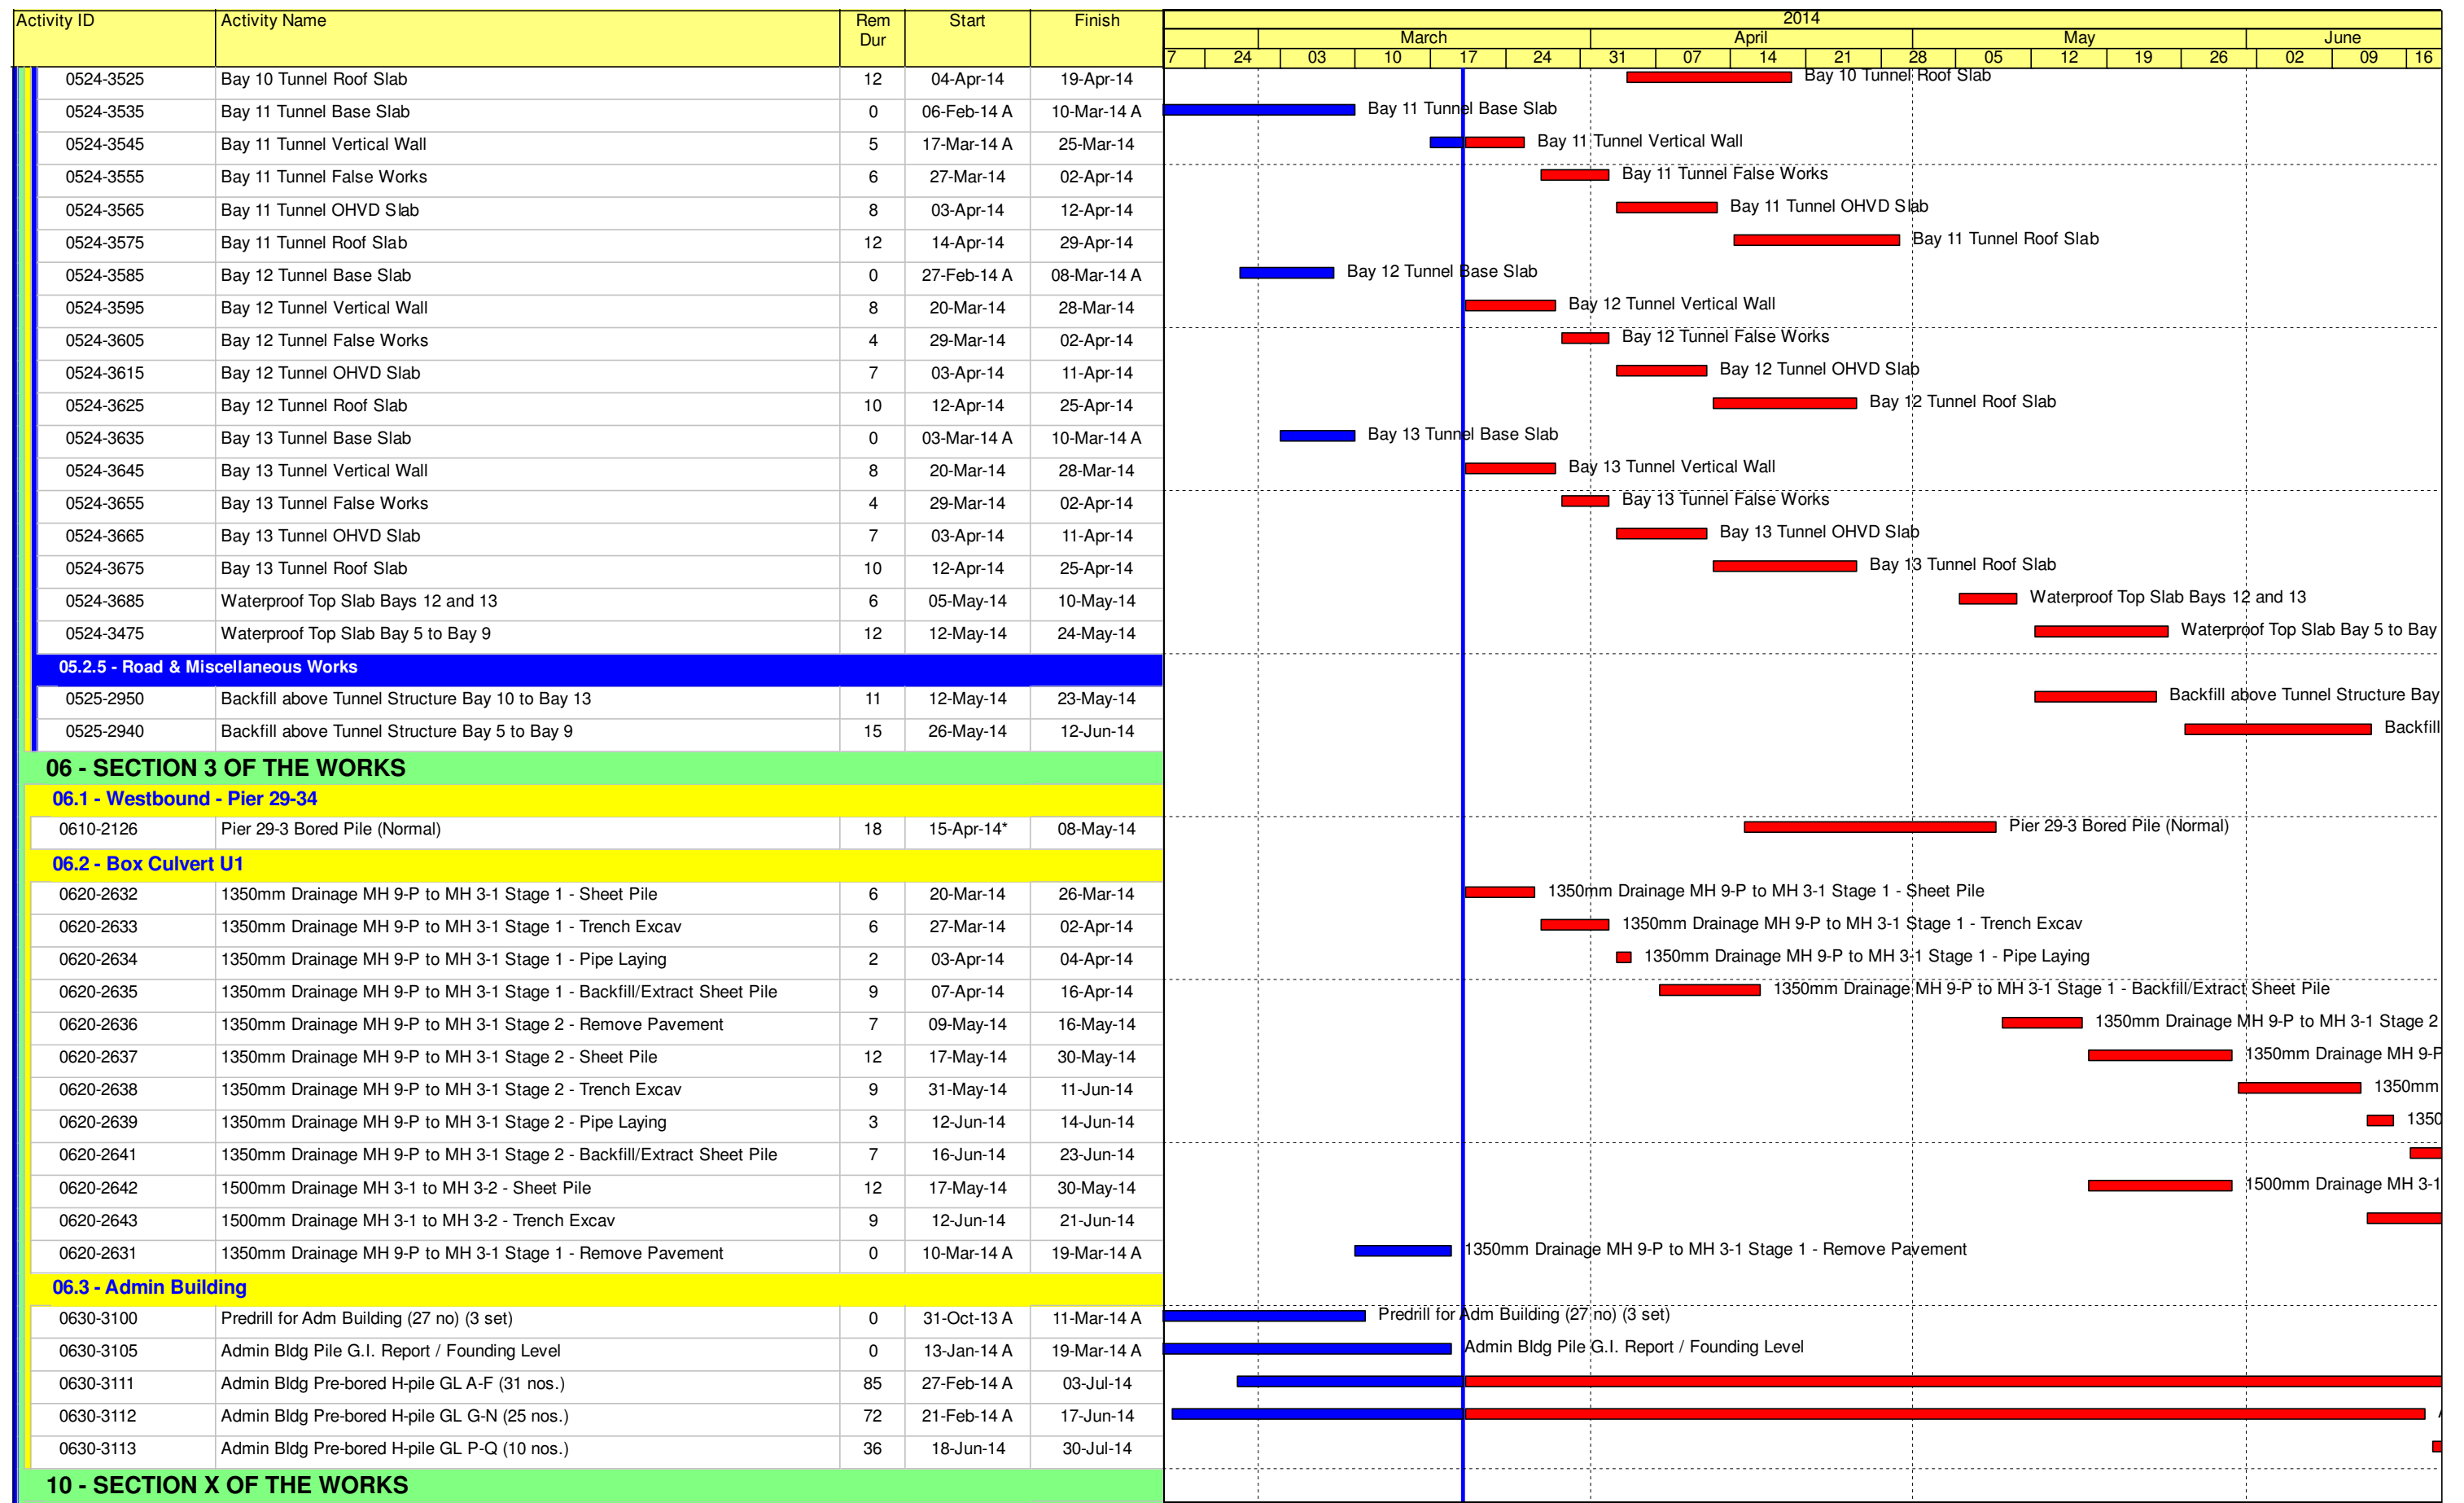 Activity ID Activity Name Rem Dur Start Finish 2014
March April May June
7 24 03 10 17 24 31 07 14 21 28 05 12 19 26 02 09 16
0524-3525 Bay 10 Tunnel Roof Slab 12 04-Apr-14 19-Apr-14 Bay 10 Tunnel Roof Slab
0524-3535 Bay 11 Tunnel Base Slab 0 06-Feb-14 A 10-Mar-14 A Bay 11 Tunnel Base Slab
0524-3545 Bay 11 Tunnel Vertical Wall 5 17-Mar-14 A 25-Mar-14 Bay 11 Tunnel Vertical Wall
0524-3555 Bay 11 Tunnel False Works 6 27-Mar-14 02-Apr-14 Bay 11 Tunnel False Works
0524-3565 Bay 11 Tunnel OHVD Slab 8 03-Apr-14 12-Apr-14 Bay 11 Tunnel OHVD Slab
0524-3575 Bay 11 Tunnel Roof Slab 12 14-Apr-14 29-Apr-14 Bay 11 Tunnel Roof Slab
0524-3585 Bay 12 Tunnel Base Slab 0 27-Feb-14 A 08-Mar-14 A Bay 12 Tunnel Base Slab
0524-3595 Bay 12 Tunnel Vertical Wall 8 20-Mar-14 28-Mar-14 Bay 12 Tunnel Vertical Wall
0524-3605 Bay 12 Tunnel False Works 4 29-Mar-14 02-Apr-14 Bay 12 Tunnel False Works
0524-3615 Bay 12 Tunnel OHVD Slab 7 03-Apr-14 11-Apr-14 Bay 12 Tunnel OHVD Slab
0524-3625 Bay 12 Tunnel Roof Slab 10 12-Apr-14 25-Apr-14 Bay 12 Tunnel Roof Slab
0524-3635 Bay 13 Tunnel Base Slab 0 03-Mar-14 A 10-Mar-14 A Bay 13 Tunnel Base Slab
0524-3645 Bay 13 Tunnel Vertical Wall 8 20-Mar-14 28-Mar-14 Bay 13 Tunnel Vertical Wall
0524-3655 Bay 13 Tunnel False Works 4 29-Mar-14 02-Apr-14 Bay 13 Tunnel False Works
0524-3665 Bay 13 Tunnel OHVD Slab 7 03-Apr-14 11-Apr-14 Bay 13 Tunnel OHVD Slab
0524-3675 Bay 13 Tunnel Roof Slab 10 12-Apr-14 25-Apr-14 Bay 13 Tunnel Roof Slab
0524-3685 Waterproof Top Slab Bays 12 and 13 6 05-May-14 10-May-14 Waterproof Top Slab Bays 12 and 13
0524-3475 Waterproof Top Slab Bay 5 to Bay 9 12 12-May-14 24-May-14 Waterproof Top Slab Bay 5 to Bay
05.2.5 - Road & Miscellaneous Works
0525-2950 Backfill above Tunnel Structure Bay 10 to Bay 13 11 12-May-14 23-May-14 Backfill above Tunnel Structure Bay
0525-2940 Backfill above Tunnel Structure Bay 5 to Bay 9 15 26-May-14 12-Jun-14 Backfill
06 - SECTION 3 OF THE WORKS
06.1 - Westbound - Pier 29-34
0610-2126 Pier 29-3 Bored Pile (Normal) 18 15-Apr-14* 08-May-14 Pier 29-3 Bored Pile (Normal)
06.2 - Box Culvert U1
0620-2632 1350mm Drainage MH 9-P to MH 3-1 Stage 1 - Sheet Pile 6 20-Mar-14 26-Mar-14 1350mm Drainage MH 9-P to MH 3-1 Stage 1 - Sheet Pile
0620-2633 1350mm Drainage MH 9-P to MH 3-1 Stage 1 - Trench Excav 6 27-Mar-14 02-Apr-14 1350mm Drainage MH 9-P to MH 3-1 Stage 1 - Trench Excav
0620-2634 1350mm Drainage MH 9-P to MH 3-1 Stage 1 - Pipe Laying 2 03-Apr-14 04-Apr-14 1350mm Drainage MH 9-P to MH 3-1 Stage 1 - Pipe Laying
0620-2635 1350mm Drainage MH 9-P to MH 3-1 Stage 1 - Backfill/Extract Sheet Pile 9 07-Apr-14 16-Apr-14 1350mm Drainage MH 9-P to MH 3-1 Stage 1 - Backfill/Extract Sheet Pile
0620-2636 1350mm Drainage MH 9-P to MH 3-1 Stage 2 - Remove Pavement 7 09-May-14 16-May-14 1350mm Drainage MH 9-P to MH 3-1 Stage 2
0620-2637 1350mm Drainage MH 9-P to MH 3-1 Stage 2 - Sheet Pile 12 17-May-14 30-May-14 1350mm Drainage MH 9-P
0620-2638 1350mm Drainage MH 9-P to MH 3-1 Stage 2 - Trench Excav 9 31-May-14 11-Jun-14 1350mm
0620-2639 1350mm Drainage MH 9-P to MH 3-1 Stage 2 - Pipe Laying 3 12-Jun-14 14-Jun-14 1350
0620-2641 1350mm Drainage MH 9-P to MH 3-1 Stage 2 - Backfill/Extract Sheet Pile 7 16-Jun-14 23-Jun-14
0620-2642 1500mm Drainage MH 3-1 to MH 3-2 - Sheet Pile 12 17-May-14 30-May-14 1500mm Drainage MH 3-1
0620-2643 1500mm Drainage MH 3-1 to MH 3-2 - Trench Excav 9 12-Jun-14 21-Jun-14
0620-2631 1350mm Drainage MH 9-P to MH 3-1 Stage 1 - Remove Pavement 0 10-Mar-14 A 19-Mar-14 A 1350mm Drainage MH 9-P to MH 3-1 Stage 1 - Remove Pavement
06.3 - Admin Building
0630-3100 Predrill for Adm Building (27 no) (3 set) 0 31-Oct-13 A 11-Mar-14 A Predrill for Adm Building (27 no) (3 set)
0630-3105 Admin Bldg Pile G.I. Report / Founding Level 0 13-Jan-14 A 19-Mar-14 A Admin Bldg Pile G.I. Report / Founding Level
0630-3111 Admin Bldg Pre-bored H-pile GL A-F (31 nos.) 85 27-Feb-14 A 03-Jul-14
0630-3112 Admin Bldg Pre-bored H-pile GL G-N (25 nos.) 72 21-Feb-14 A 17-Jun-14
0630-3113 Admin Bldg Pre-bored H-pile GL P-Q (10 nos.) 36 18-Jun-14 30-Jul-14
10 - SECTION X OF THE WORKS